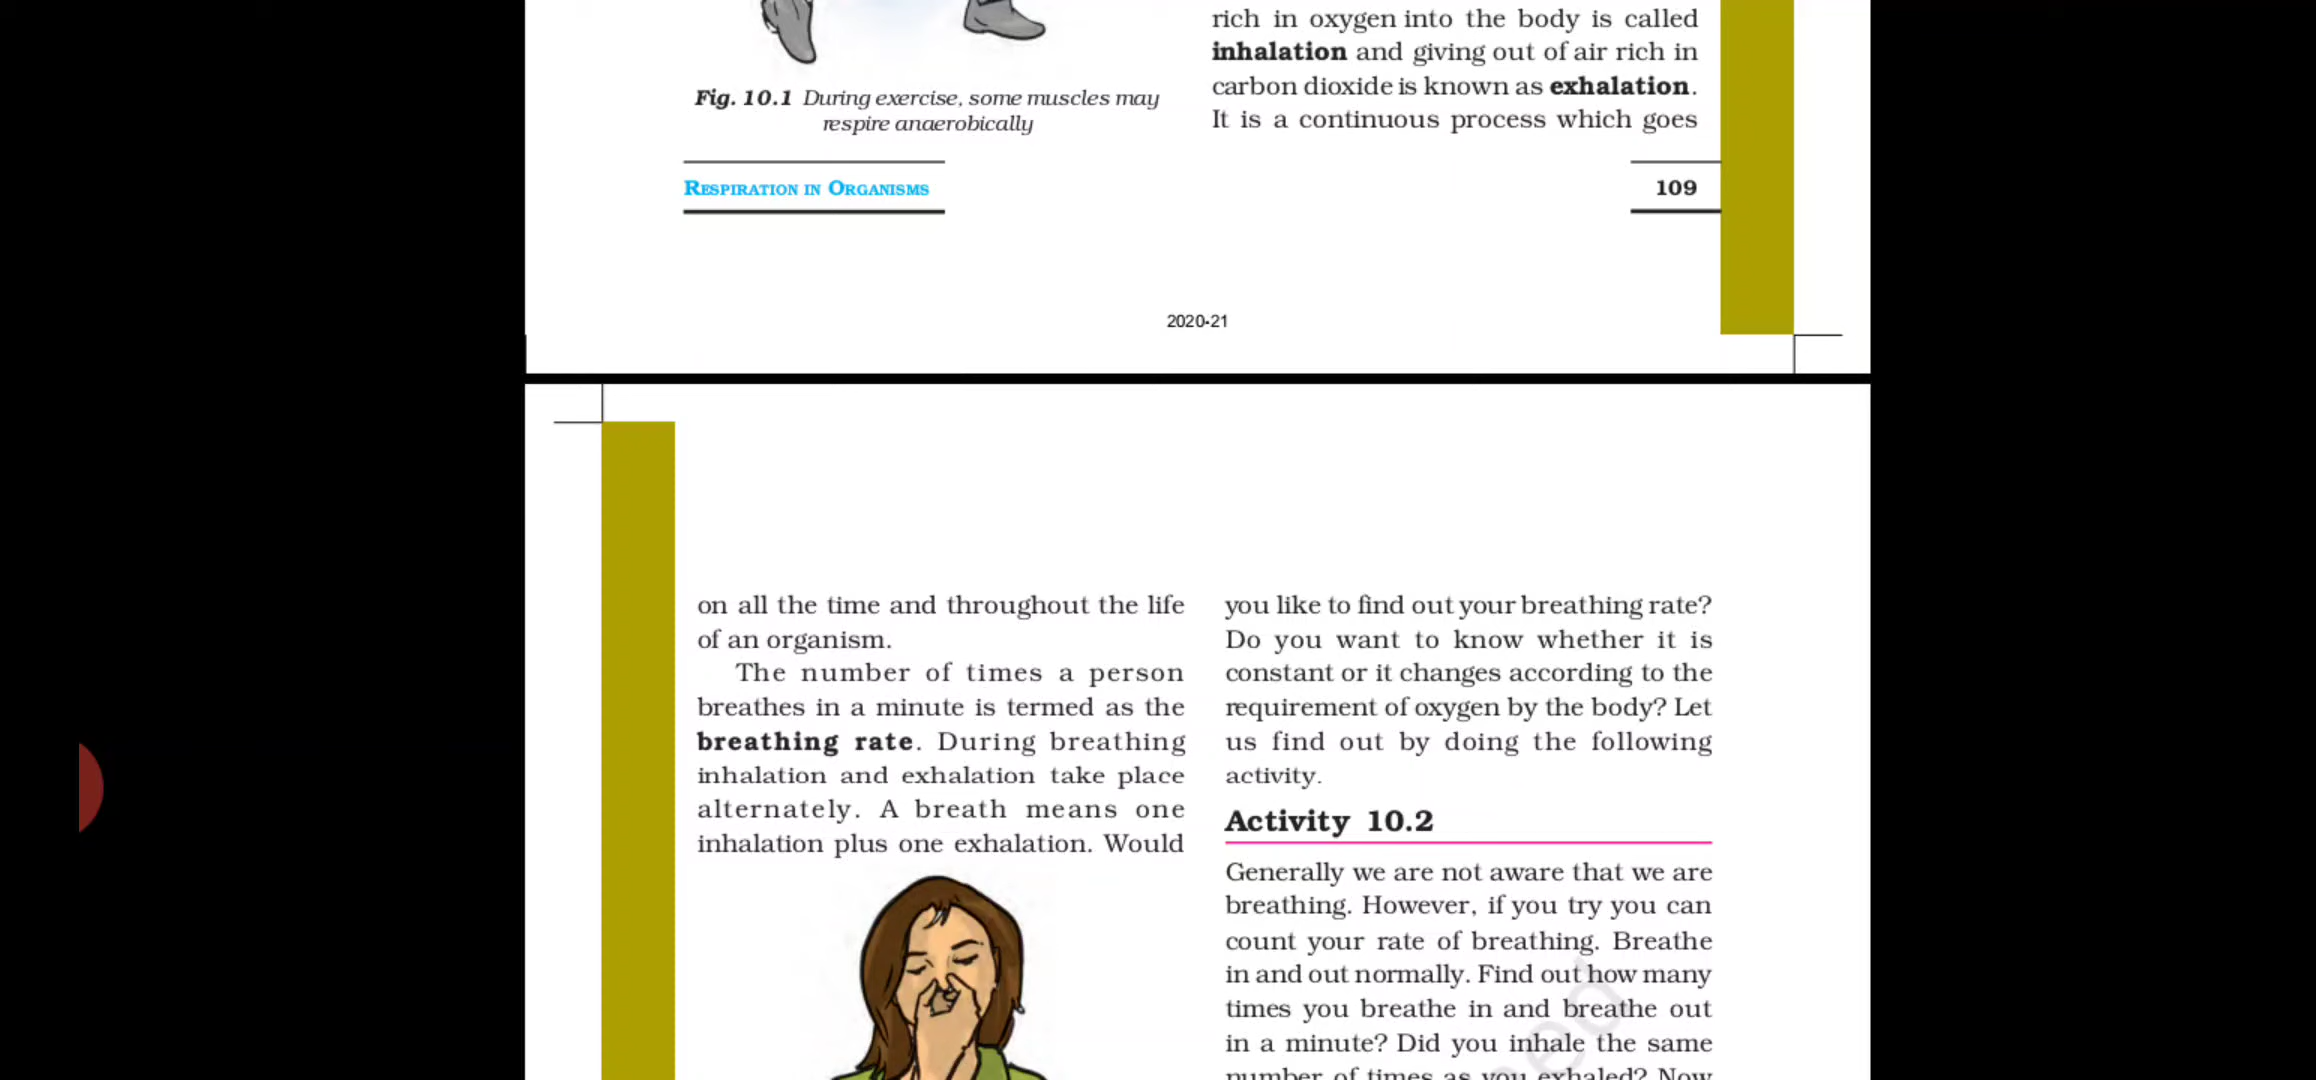 rich in oxygen into the body is called
inhalation and giving out of air rich in
carbon dioxide is known as exhalation.
It is a continuous process which goes
Fig. 10.1 During exercise, some muscles may
respire anaerobically
RESPIRATION IN ORGANISMS
109
2020-21
on all the time and throughout the life
of an organism.
The number of times a person
breathes in a minute is termed as the
breathing rate. During breathing
inhalation and exhalation take place
alternately. A breath means one
inhalation plus one exhalation. Would
you like to find out your breathing rate?
Do you want to know whether it is
constant or it changes according to the
requirement of oxygen by the body? Let
us find out by doing the following
activity.
Activity 10.2
Generally we are not aware that we are
breathing. However, if you try you can
count your rate of breathing. Breathe
in and out normally. Find out how many
times you breathe in and breathe out
in a minute? Did you inhale the same
number of times as you exhaled? Now